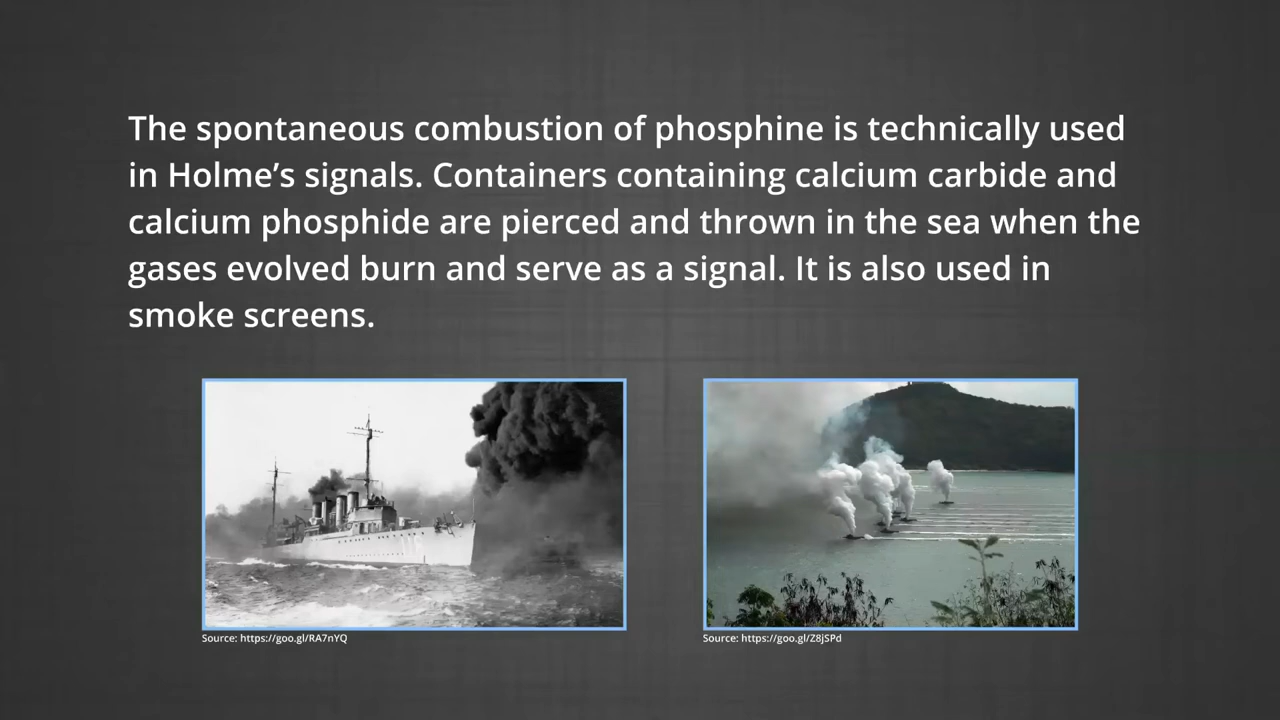 The spontaneous combustion of phosphine is technically used
in Holme’s signals. Containers containing calcium carbide and
calcium phosphide are pierced and thrown in the sea when the
gases evolved burn and serve as a signal. It is also used in
smoke screens.
Source: https://goo.gl/RA7nYQ
Source: https://goo.gl/Z8jSPd